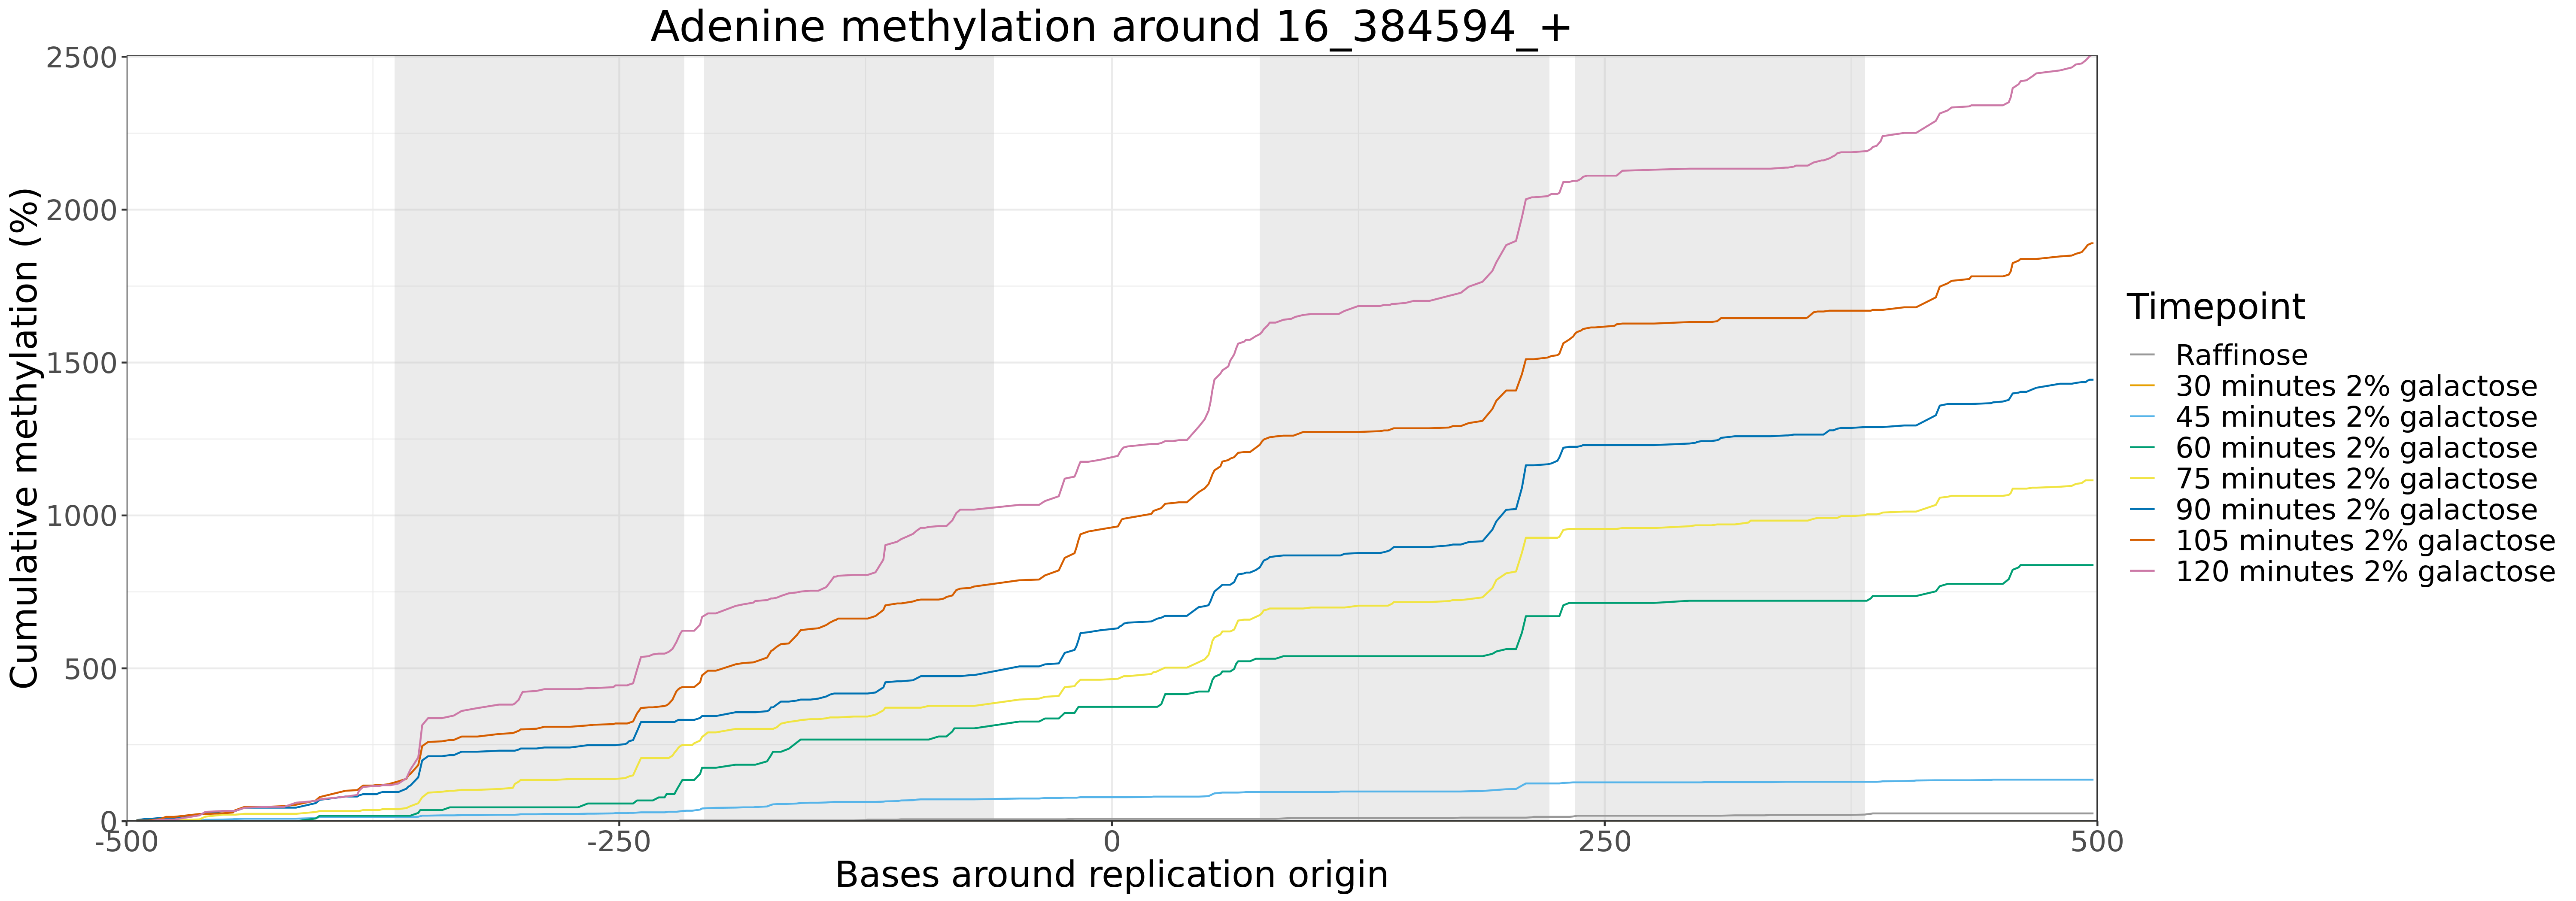 Adenine methylation around 16_384594_+
Cumulative methylation (%)
2500
2000
1500
1000
500
0
-500
-250
0
250
500
Bases around replication origin
Timepoint
Raffinose
30 minutes 2% galactose
45 minutes 2% galactose
60 minutes 2% galactose
75 minutes 2% galactose
90 minutes 2% galactose
105 minutes 2% galactose
120 minutes 2% galactose